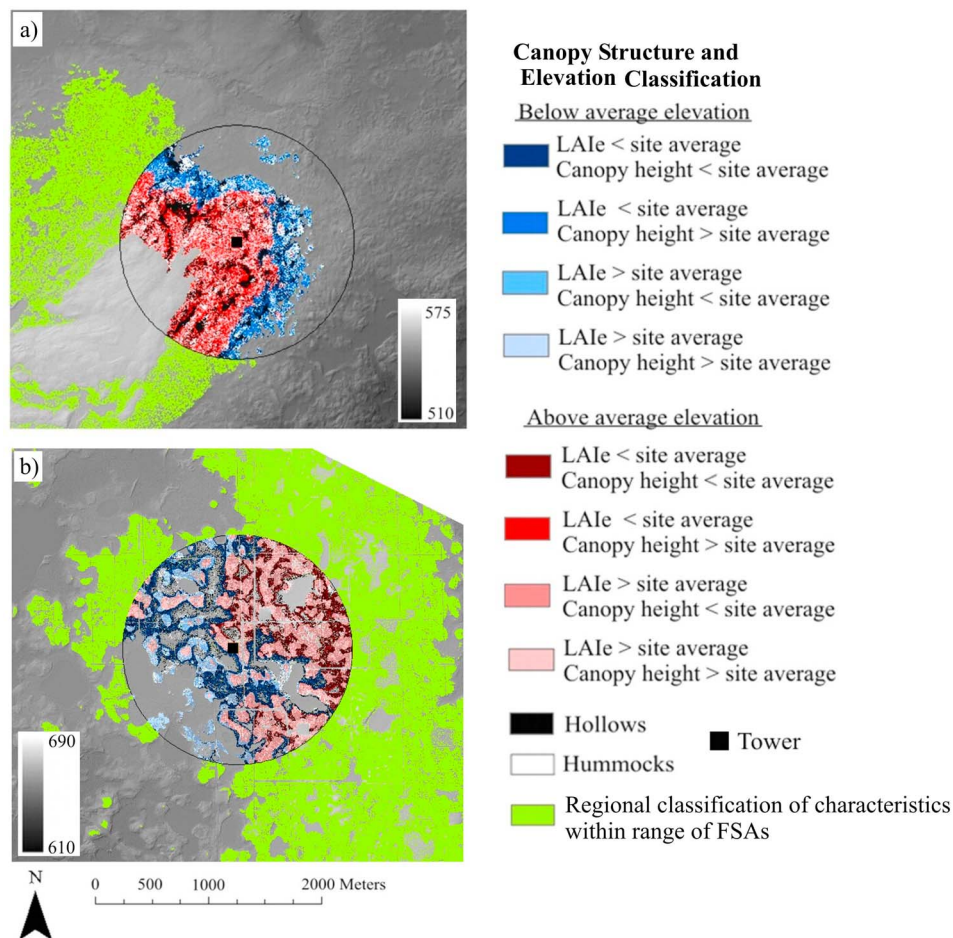 a)
575
510
b)
690
610
N
0 500 1000 2000 Meters
Canopy Structure and
Elevation Classification
Below average elevation
LAIe < site average
Canopy height < site average
LAIe < site average
Canopy height > site average
LAIe > site average
Canopy height < site average
LAIe > site average
Canopy height > site average
Above average elevation
LAIe < site average
Canopy height < site average
LAIe < site average
Canopy height > site average
LAIe > site average
Canopy height < site average
LAIe > site average
Canopy height > site average
Hollows
Tower
Hummocks
Regional classification of characteristics
within range of FSAs